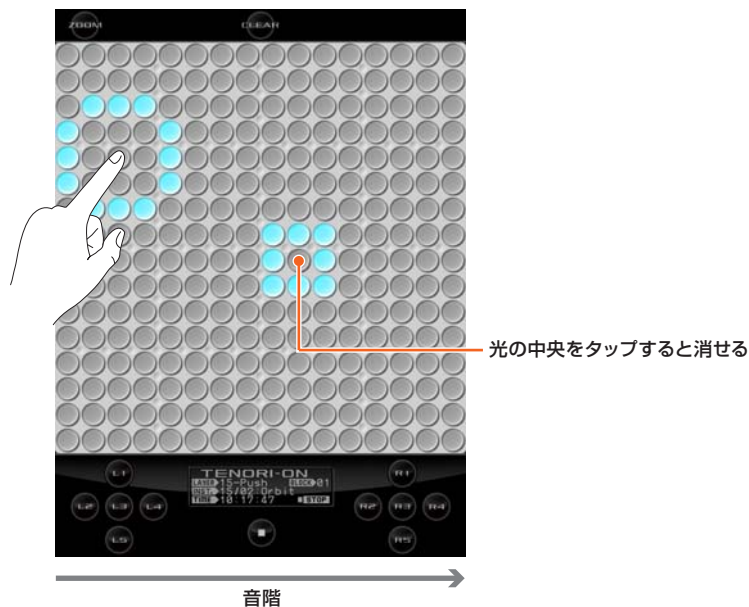 ZOOM
CLEAR
光の中央をタップすると消せる
L1
TENORI-ON
R1
LAYER 15-Push BLOCK 01
INST. 15/02 Orbit
L2 L3 L4
TIME 10:17:47 ■STOP
R2 R3 R4
L5
R5
音階